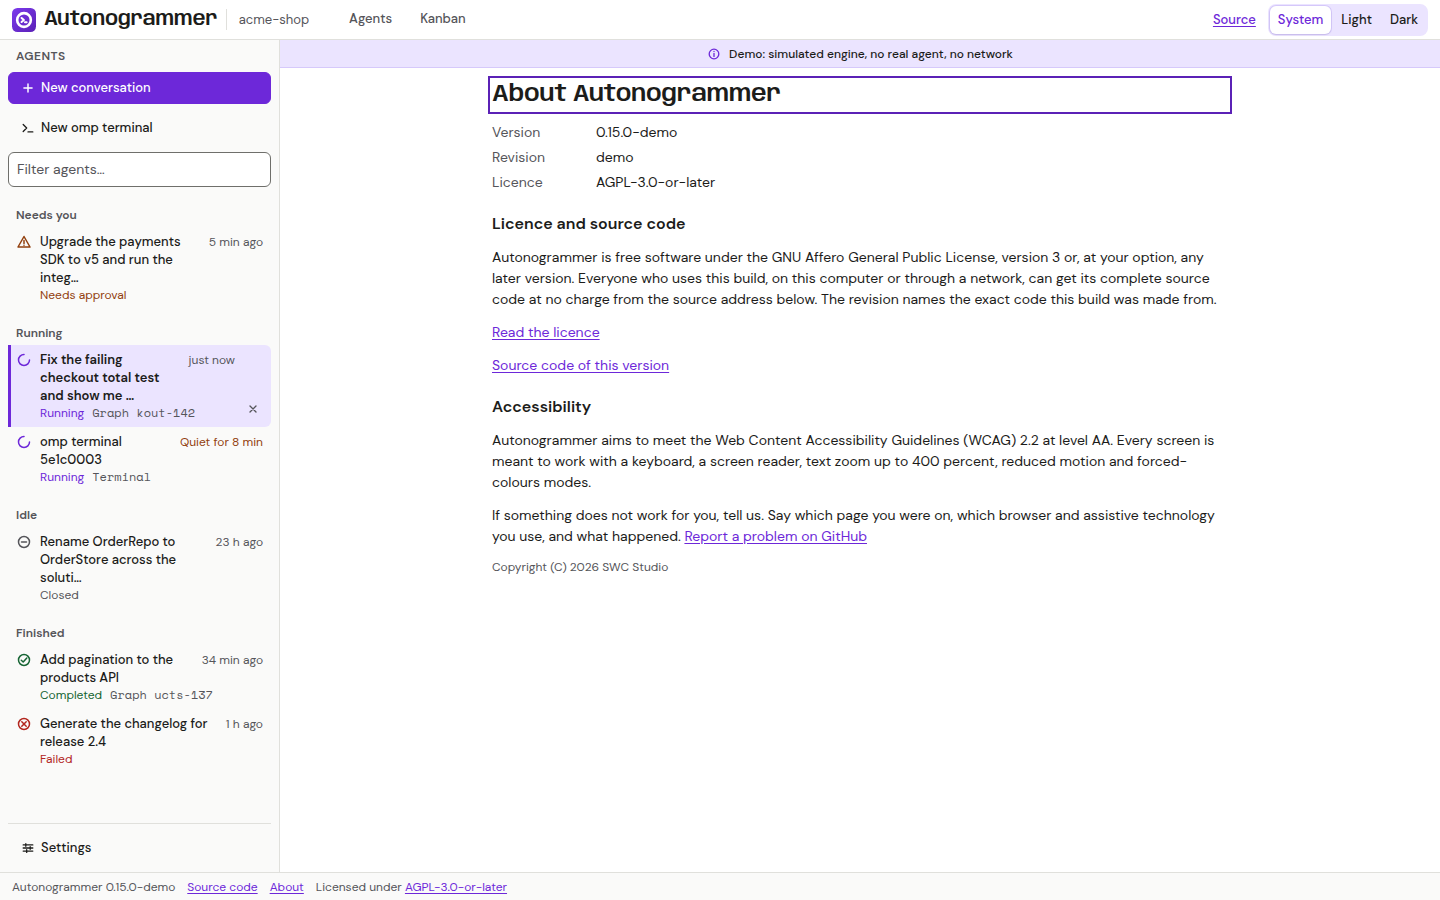 Autonogrammer
acme-shop
Agents
Kanban
Source
System
Light
Dark
AGENTS
New conversation
New omp terminal
Filter agents…
Needs you
Upgrade the payments
SDK to v5 and run the
integ…
5 min ago
Needs approval
Running
Fix the failing
checkout total test
and show me …
just now
Running Graph kout-142
omp terminal
5e1c0003
Quiet for 8 min
Running Terminal
Idle
Rename OrderRepo to
OrderStore across the
soluti…
23 h ago
Closed
Finished
Add pagination to the
products API
34 min ago
Completed Graph ucts-137
Generate the changelog for
release 2.4
1 h ago
Failed
Settings
Demo: simulated engine, no real agent, no network
About Autonogrammer
Version 0.15.0-demo
Revision demo
Licence AGPL-3.0-or-later
Licence and source code
Autonogrammer is free software under the GNU Affero General Public License, version 3 or, at your option, any
later version. Everyone who uses this build, on this computer or through a network, can get its complete source
code at no charge from the source address below. The revision names the exact code this build was made from.
Read the licence
Source code of this version
Accessibility
Autonogrammer aims to meet the Web Content Accessibility Guidelines (WCAG) 2.2 at level AA. Every screen is
meant to work with a keyboard, a screen reader, text zoom up to 400 percent, reduced motion and forced-
colours modes.
If something does not work for you, tell us. Say which page you were on, which browser and assistive technology
you use, and what happened. Report a problem on GitHub
Copyright (C) 2026 SWC Studio
Autonogrammer 0.15.0-demo Source code About Licensed under AGPL-3.0-or-later